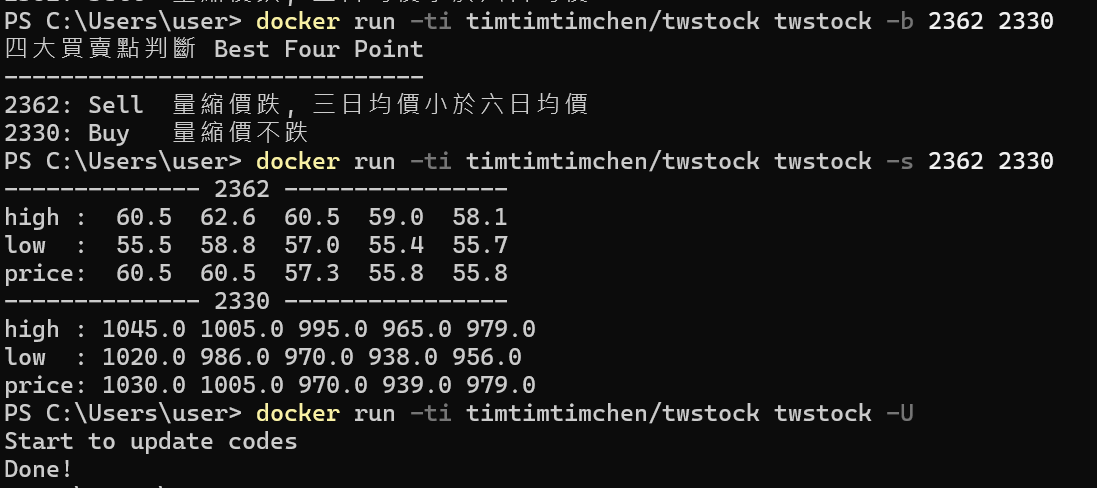 PS C:\Users\user> docker run -ti timtimtimchen/twstock twstock -b 2362 2330
四大買賣點判斷 Best Four Point
------------------------------
2362: Sell  量縮價跌, 三日均價小於六日均價
2330: Buy   量縮價不跌
PS C:\Users\user> docker run -ti timtimtimchen/twstock twstock -s 2362 2330
-------------- 2362 ----------------
high :  60.5  62.6  60.5  59.0  58.1
low  :  55.5  58.8  57.0  55.4  55.7
price:  60.5  60.5  57.3  55.8  55.8
-------------- 2330 ----------------
high : 1045.0 1005.0 995.0 965.0 979.0
low  : 1020.0 986.0 970.0 938.0 956.0
price: 1030.0 1005.0 970.0 939.0 979.0
PS C:\Users\user> docker run -ti timtimtimchen/twstock twstock -U
Start to update codes
Done!